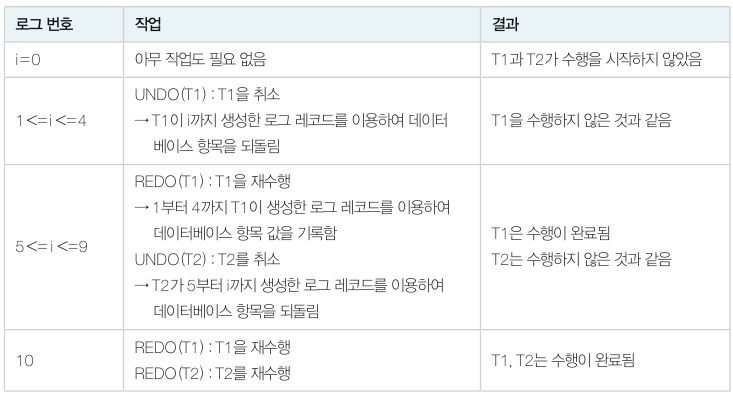 로그 번호 작업 결과
i=0 아무 작업도 필요 없음 T1과 T2가 수행을 시작하지 않았음
1<=i<=4
UNDO(T1) : T1을 취소
→ T1이 i까지 생성한 로그 레코드를 이용하여 데이터
베이스 항목을 되돌림
T1을 수행하지 않은 것과 같음
5<=i<=9
REDO(T1) : T1을 재수행
→ 1부터 4까지 T1이 생성한 로그 레코드를 이용하여
데이터베이스 항목 값을 기록함
UNDO(T2) : T2를 취소
→ T2가 5부터 i까지 생성한 로그 레코드를 이용하여
데이터베이스 항목을 되돌림
T1은 수행이 완료됨
T2는 수행하지 않은 것과 같음
10
REDO(T1) : T1을 재수행
REDO(T2) : T2를 재수행
T1, T2는 수행이 완료됨